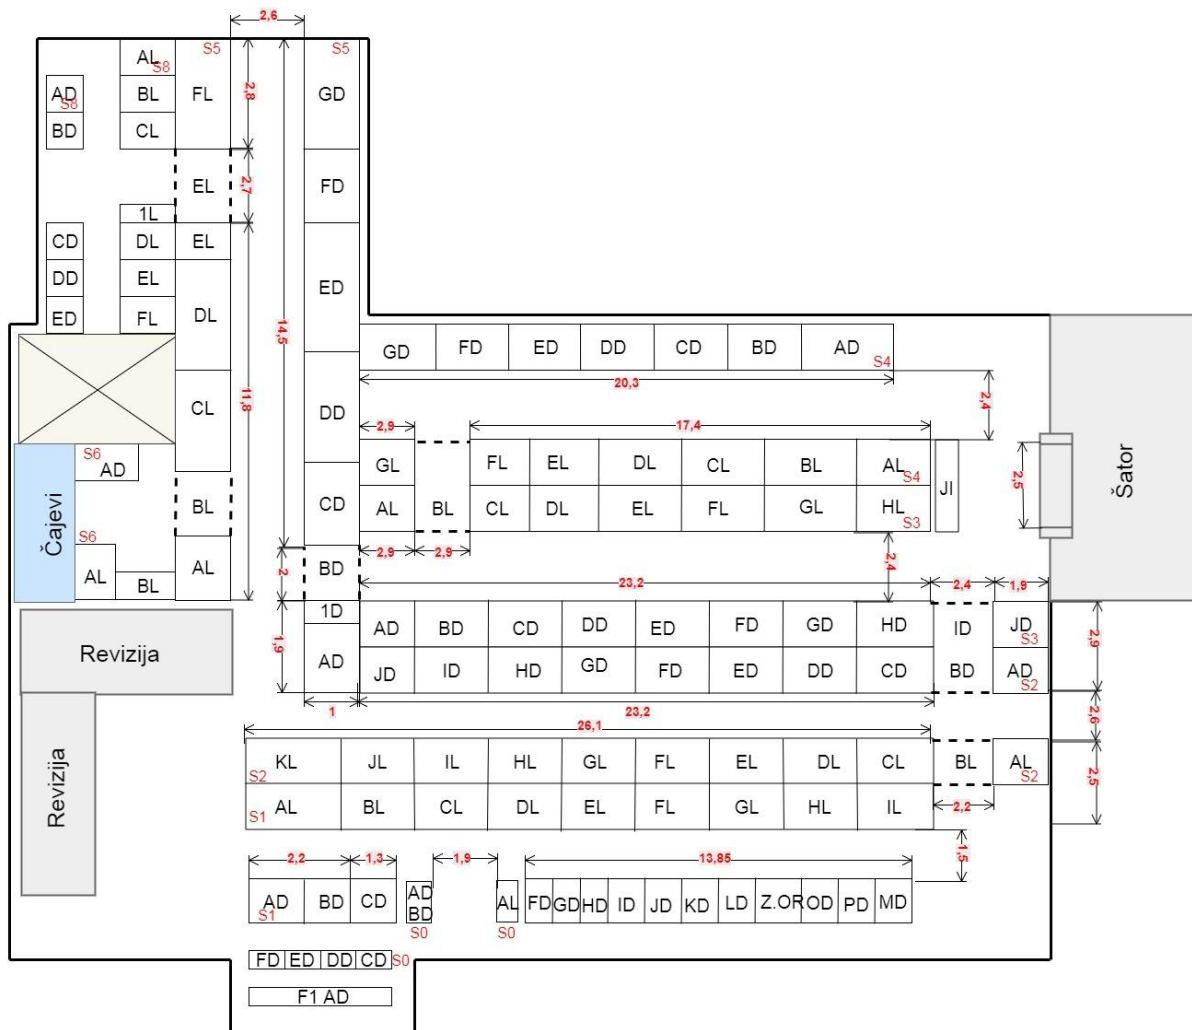 2,6
S5 S5
AL
S8
AD BL FL GD 2,8
S8
BD CL
EL FD 2,7
1L
CD DL EL
DD EL ED
ED FL DL 14,5
GD FD ED DD CD BD AD
S4
20,3
CL 11,8 DD 2,4
2,9 17,4
S6
AD GL FL EL DL CL BL AL
S4
BL CD AL BL CL DL EL FL GL HL JI
S3
2,5 Šator
Čajevi
S6
2,9 2,9 2,4
AL BL AL 2 BD 23,2 2,4 1,9
1D
AD BD CD DD ED FD GD HD ID JD
S3
Revizija 1,9 AD JD ID HD GD FD ED DD CD BD AD 2,9
S2
1 23,2 2,6
26,1
KL JL IL HL GL FL EL DL CL BL AL
S2 S2
Revizija
AL BL CL DL EL FL GL HL IL 2,2 2,5
S1
2,2 1,3 1,9 13,85 1,5
AD BD CD AD AL FD GD HD ID JD KD LD Z.OR OD PD MD
S1 BD
S0 S0
FD ED DD CD S0
F1 AD